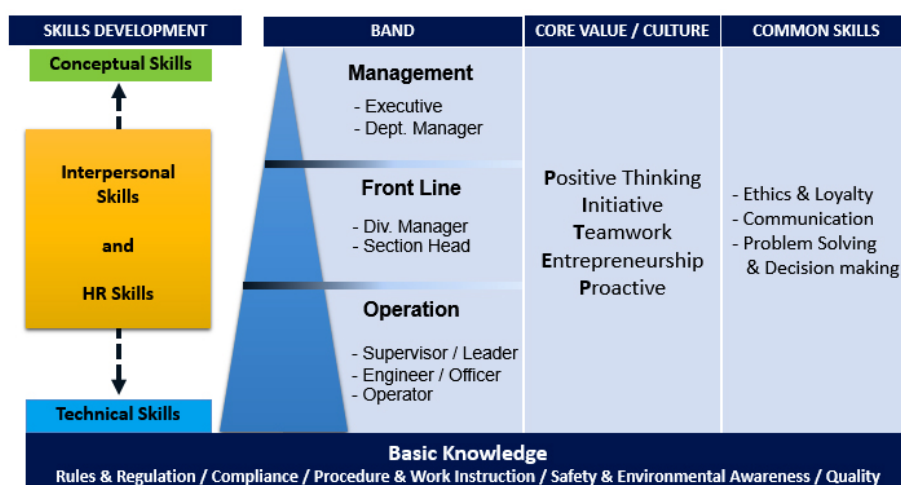 SKILLS DEVELOPMENT
Conceptual Skills
Interpersonal
Skills
and
HR Skills
Technical Skills
BAND
Management
- Executive
- Dept. Manager
Front Line
- Div. Manager
- Section Head
Operation
- Supervisor / Leader
- Engineer / Officer
- Operator
CORE VALUE / CULTURE
Positive Thinking
Initiative
Teamwork
Entrepreneurship
Proactive
COMMON SKILLS
- Ethics & Loyalty
- Communication
- Problem Solving
& Decision making
Basic Knowledge
Rules & Regulation / Compliance / Procedure & Work Instruction / Safety & Environmental Awareness / Quality